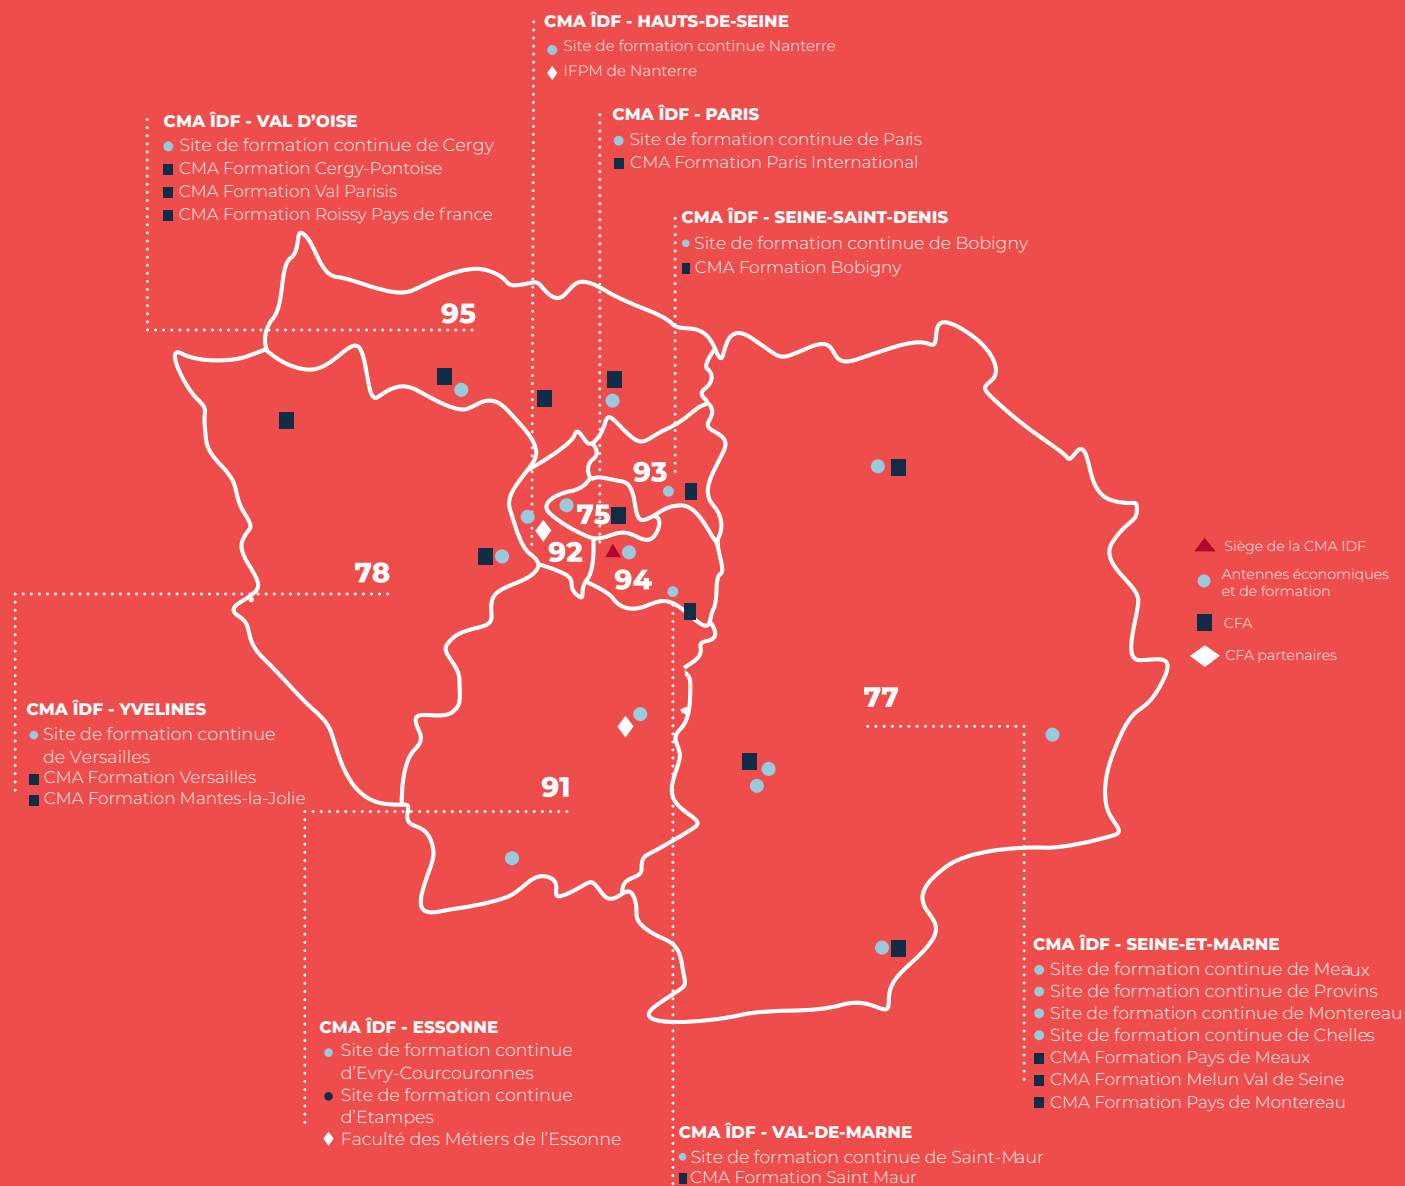 CMA ÎDF - HAUTS-DE-SEINE
Site de formation continue Nanterre
IFPM de Nanterre
CMA ÎDF - VAL D’OISE
Site de formation continue de Cergy
CMA Formation Cergy-Pontoise
CMA Formation Val Parisis
CMA Formation Roissy Pays de france
CMA ÎDF - PARIS
Site de formation continue de Paris
CMA Formation Paris International
CMA ÎDF - SEINE-SAINT-DENIS
Site de formation continue de Bobigny
CMA Formation Bobigny
95
93
75
92
94
78
77
91
Siège de la CMA IDF
Antennes économiques
et de formation
CFA
CFA partenaires
CMA ÎDF - YVELINES
Site de formation continue
de Versailles
CMA Formation Versailles
CMA Formation Mantes-la-Jolie
CMA ÎDF - SEINE-ET-MARNE
Site de formation continue de Meaux
Site de formation continue de Provins
Site de formation continue de Montereau
Site de formation continue de Chelles
CMA Formation Pays de Meaux
CMA Formation Melun Val de Seine
CMA Formation Pays de Montereau
CMA ÎDF - ESSONNE
Site de formation continue
d’Evry-Courcouronnes
Site de formation continue
d’Etampes
Faculté des Métiers de l’Essonne
CMA ÎDF - VAL-DE-MARNE
Site de formation continue de Saint-Maur
CMA Formation Saint Maur